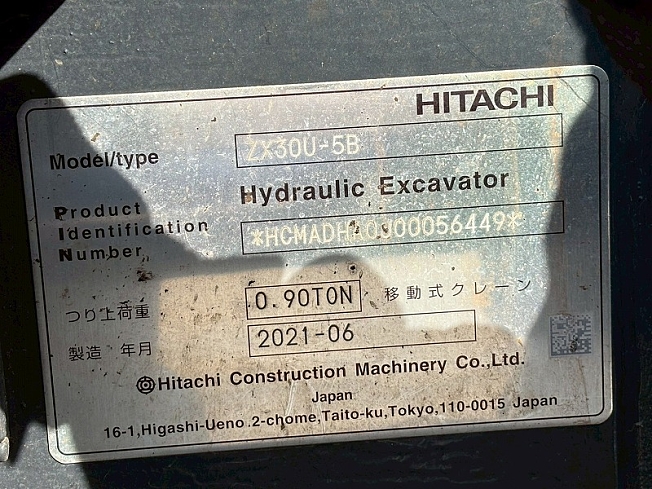 HITACHI
Model/type ZX30U-5B
Hydraulic Excavator
Product
Identification
Number
つり上荷重 0.90TON 移動式クレーン
製造 年月 2021-06
Hitachi Construction Machinery Co.,Ltd.
Japan
16-1,Higashi-Ueno 2-chome,Taito-ku,Tokyo,110-0015 Japan